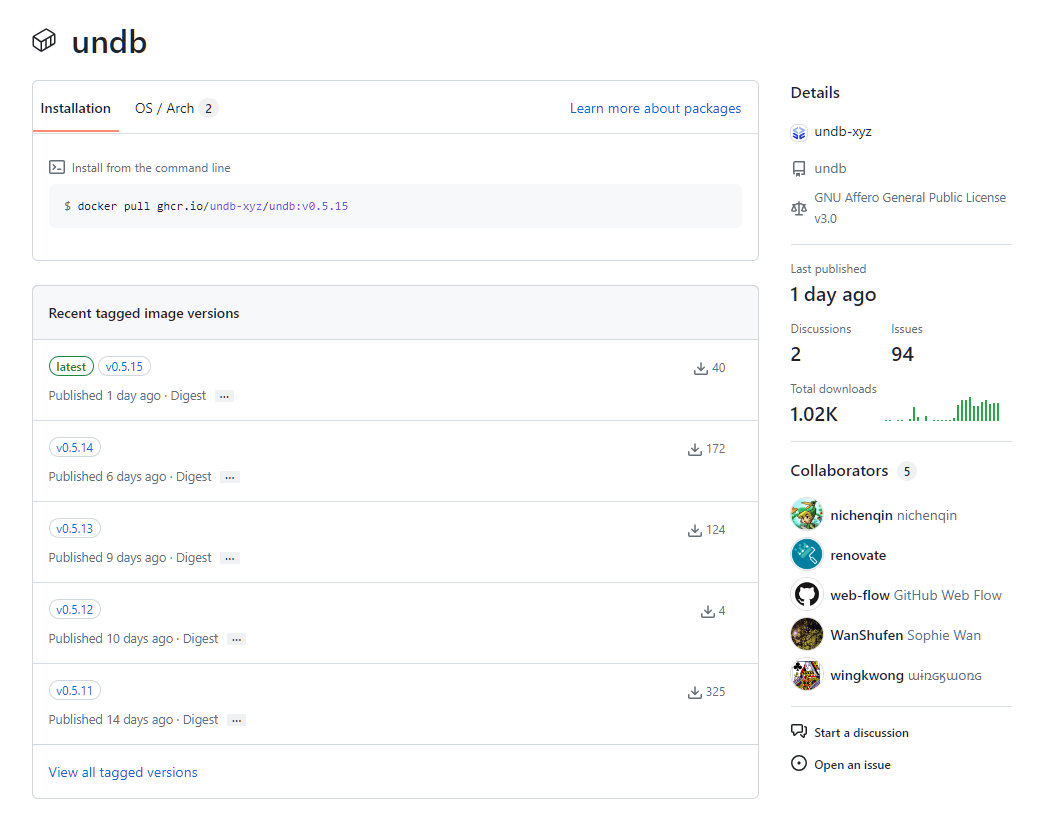 undb
Installation
OS / Arch 2
Learn more about packages
Install from the command line
$ docker pull ghcr.io/undb-xyz/undb:v0.5.15
Recent tagged image versions
latest v0.5.15
40
Published 1 day ago · Digest ...
v0.5.14
172
Published 6 days ago · Digest ...
v0.5.13
124
Published 9 days ago · Digest ...
v0.5.12
4
Published 10 days ago · Digest ...
v0.5.11
325
Published 14 days ago · Digest ...
View all tagged versions
Details
undb-xyz
undb
GNU Affero General Public License
v3.0
Last published
1 day ago
Discussions Issues
2 94
Total downloads
1.02K
Collaborators 5
nichenqin nichenqin
renovate
web-flow GitHub Web Flow
WanShufen Sophie Wan
wingkwong
Start a discussion
Open an issue